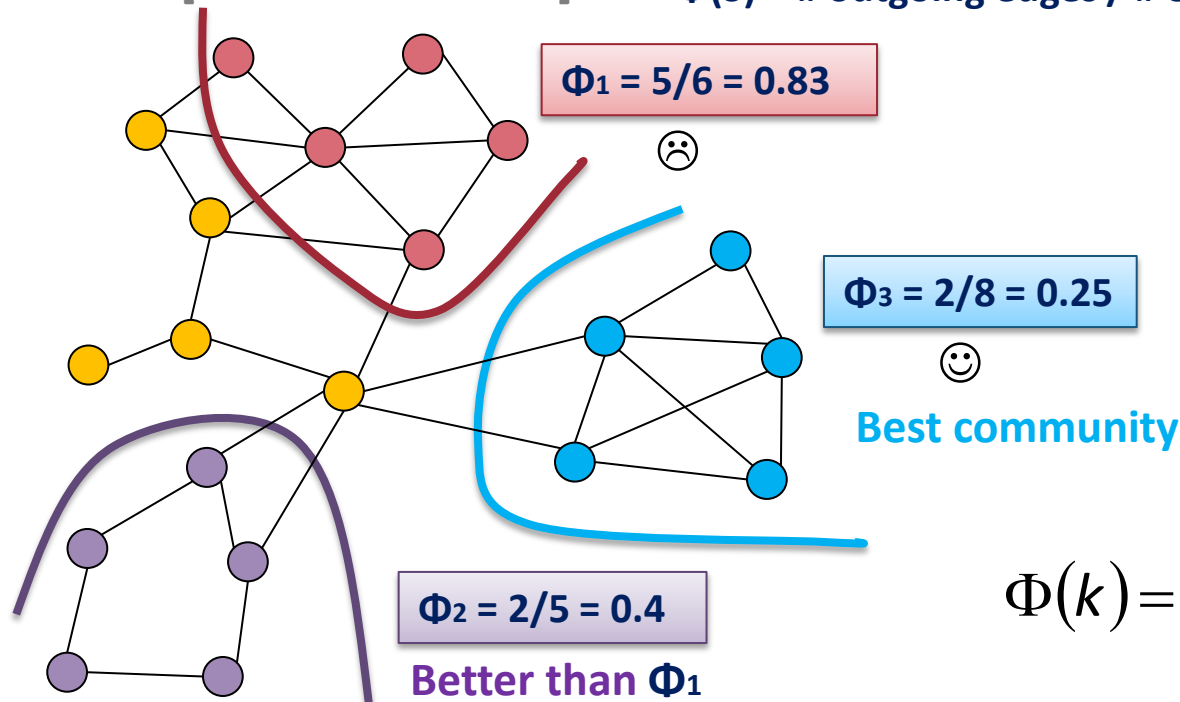 Φ1 = 5/6 = 0.83
Φ3 = 2/8 = 0.25
Best community
Φ2 = 2/5 = 0.4
Better than Φ1
Φ(k) =